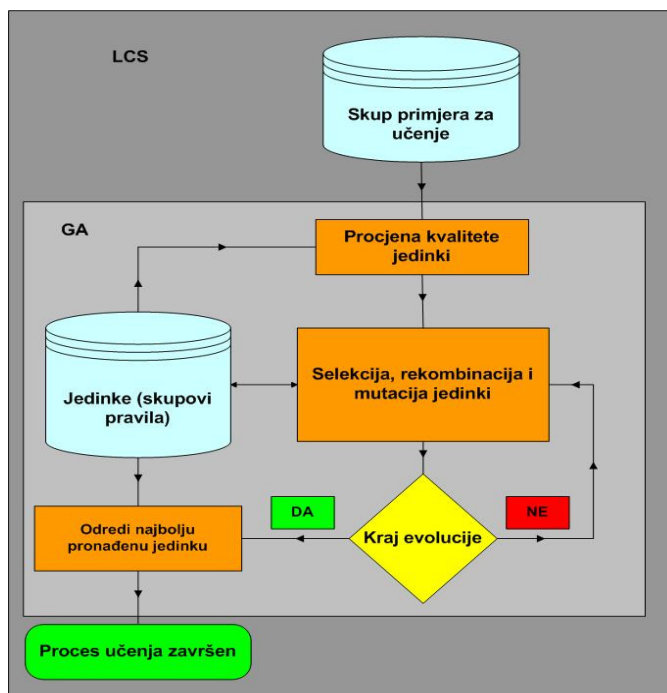 LCS
Skup primjera za
učenje
GA
Procjena kvalitete
jedinki
Jedinke (skupovi
pravila)
Selekcija, rekombinacija i
mutacija jedinki
Odredi najbolju
pronađenu jedinku
DA
Kraj evolucije
NE
Proces učenja završen